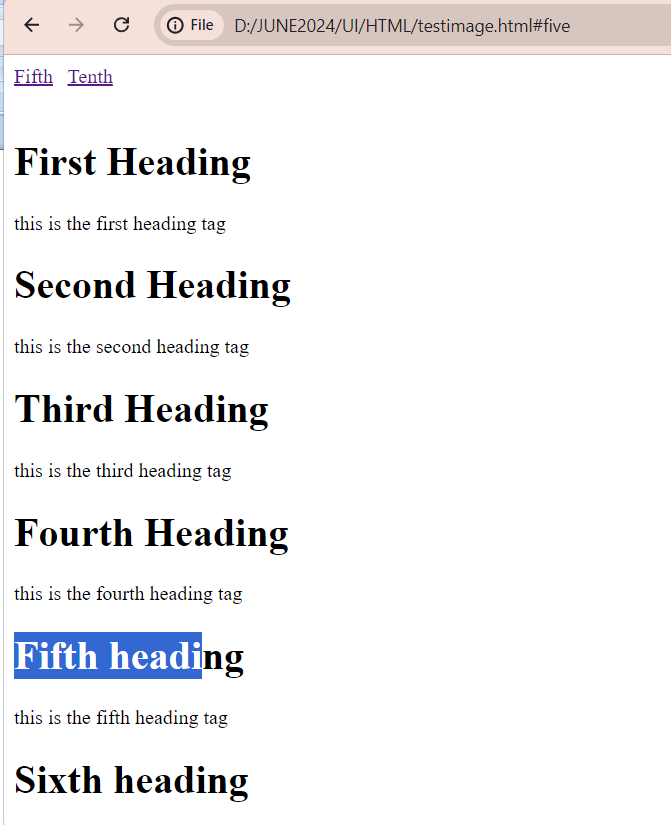 File D:/JUNE2024/UI/HTML/testimage.html#five
Fifth Tenth
First Heading
this is the first heading tag
Second Heading
this is the second heading tag
Third Heading
this is the third heading tag
Fourth Heading
this is the fourth heading tag
Fifth heading
this is the fifth heading tag
Sixth heading